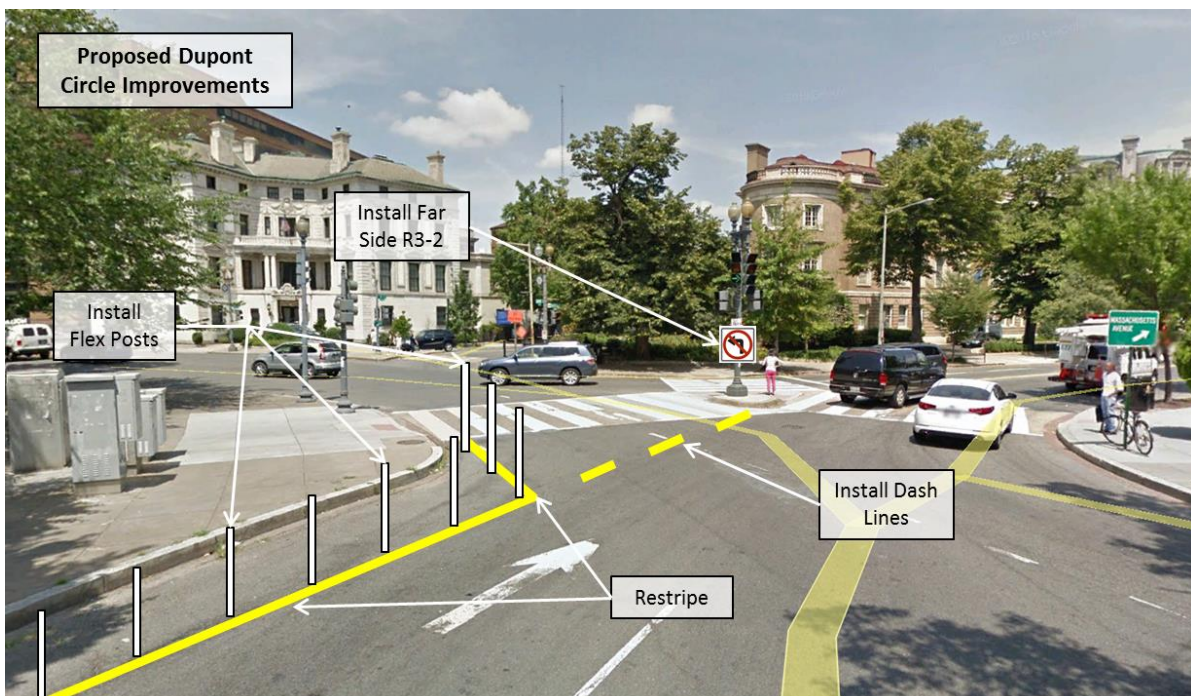 Proposed Dupont
Circle Improvements
Install Far
Side R3-2
Install
Flex Posts
MASSACHUSETTS
AVENUE
Install Dash
Lines
Restripe